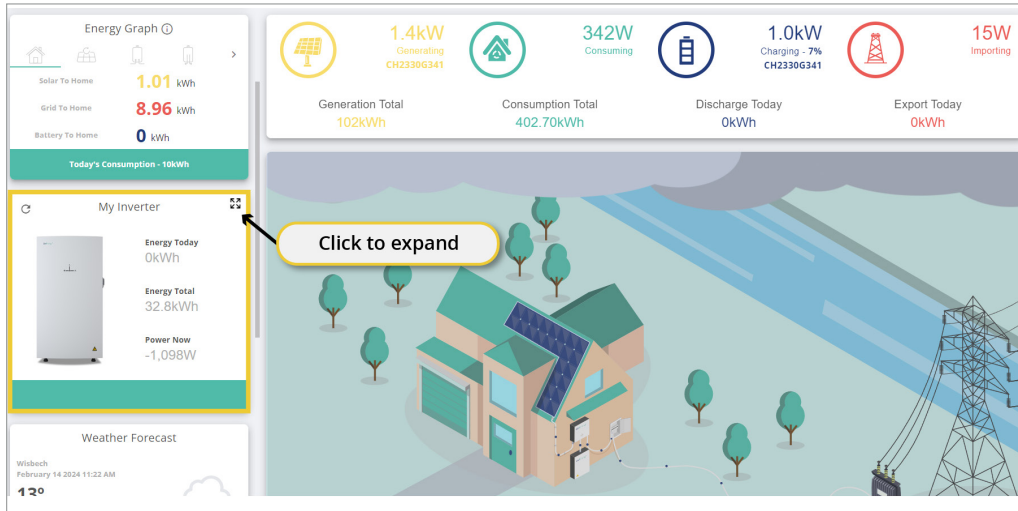 Energy Graph
Solar To Home 1.01 kWh
Grid To Home 8.96 kWh
Battery To Home 0 kWh
Today's Consumption - 10kWh
My Inverter
Energy Today
0kWh
Energy Total
32.8kWh
Power Now
-1,098W
Click to expand
Weather Forecast
Wisbech
February 14 2024 11:22 AM
13º
1.4kW
Generating
CH2330G341
Generation Total
102kWh
342W
Consuming
Consumption Total
402.70kWh
1.0kW
Charging - 7%
CH2330G341
Discharge Today
0kWh
15W
Importing
Export Today
0kWh